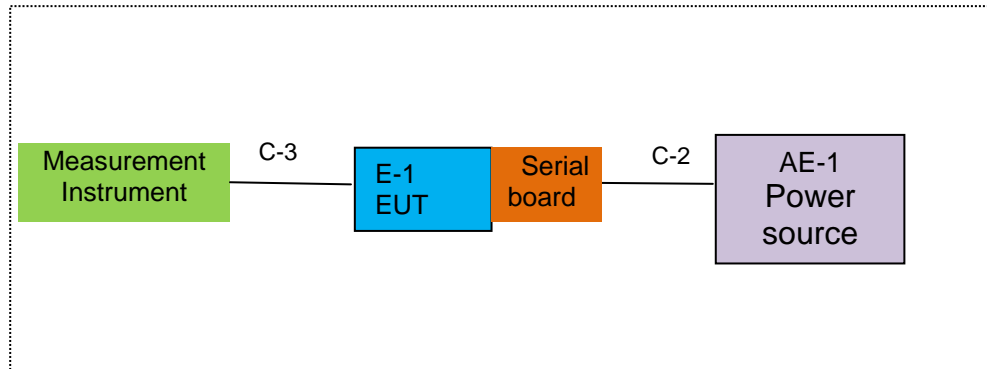 Measurement
Instrument
C-3
E-1
EUT
Serial
board
C-2
AE-1
Power
source